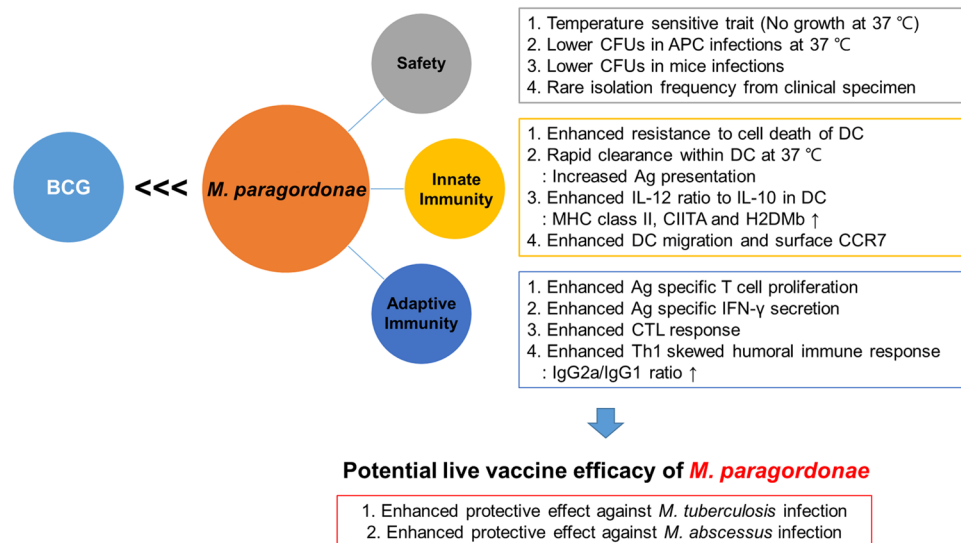 BCG
<<<
M. paragordonae
Safety
1. Temperature sensitive trait (No growth at 37 ℃)
2. Lower CFUs in APC infections at 37 ℃
3. Lower CFUs in mice infections
4. Rare isolation frequency from clinical specimen
Innate
Immunity
1. Enhanced resistance to cell death of DC
2. Rapid clearance within DC at 37 ℃
: Increased Ag presentation
3. Enhanced IL-12 ratio to IL-10 in DC
: MHC class II, CIITA and H2DMb ↑
4. Enhanced DC migration and surface CCR7
Adaptive
Immunity
1. Enhanced Ag specific T cell proliferation
2. Enhanced Ag specific IFN-γ secretion
3. Enhanced CTL response
4. Enhanced Th1 skewed humoral immune response
: IgG2a/IgG1 ratio ↑
Potential live vaccine efficacy of M. paragordonae
1. Enhanced protective effect against M. tuberculosis infection
2. Enhanced protective effect against M. abscessus infection